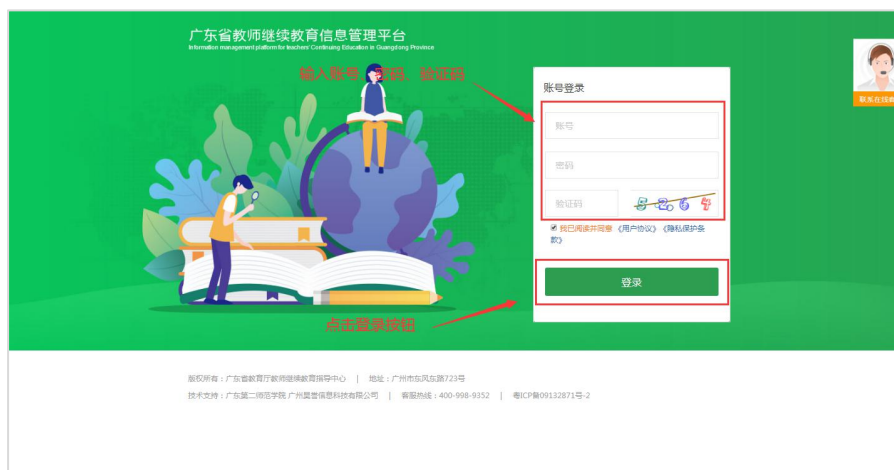 广东省教师继续教育信息管理平台
Information management platform for teachers' Continuing Education in Guangdong Province
输入账号、密码、验证码
账号登录
联系在线客
账号
密码
验证码
5 2 6 4
我已阅读并同意《用户协议》《隐私保护条
款》
登录
点击登录按钮
版权所有：广东省教育厅教师继续教育指导中心 | 地址：广州市东风东路723号
技术支持：广东第二师范学院 广州晟誉信息科技有限公司 | 客服热线：400-998-9352 | 粤ICP备09132871号-2